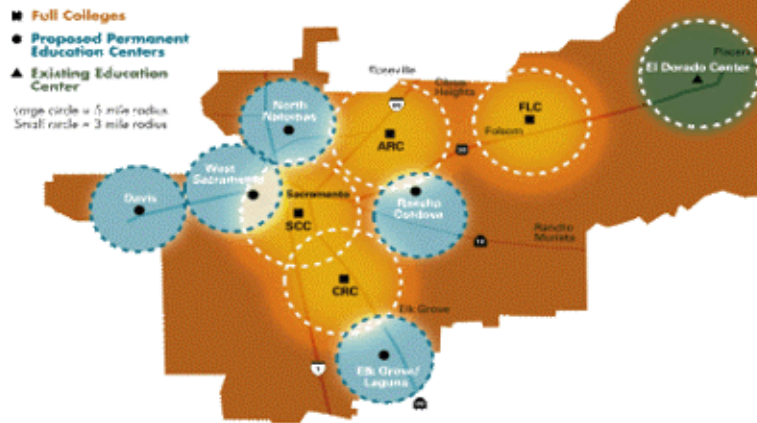 Full Colleges
Proposed Permanent
Education Centers
Existing Education
Center
Large circle = 5 mile radius
Small circle = 3 mile radius
Roseville
Citrus
Heights
Placerville
El Dorado Center
FLC
Folsom
North
Natomas
ARC
West
Sacramento
Davis
Sacramento
SCC
Rancho
Cordova
Rancho
Murieta
CRC
Elk Grove
Elk Grove/
Laguna